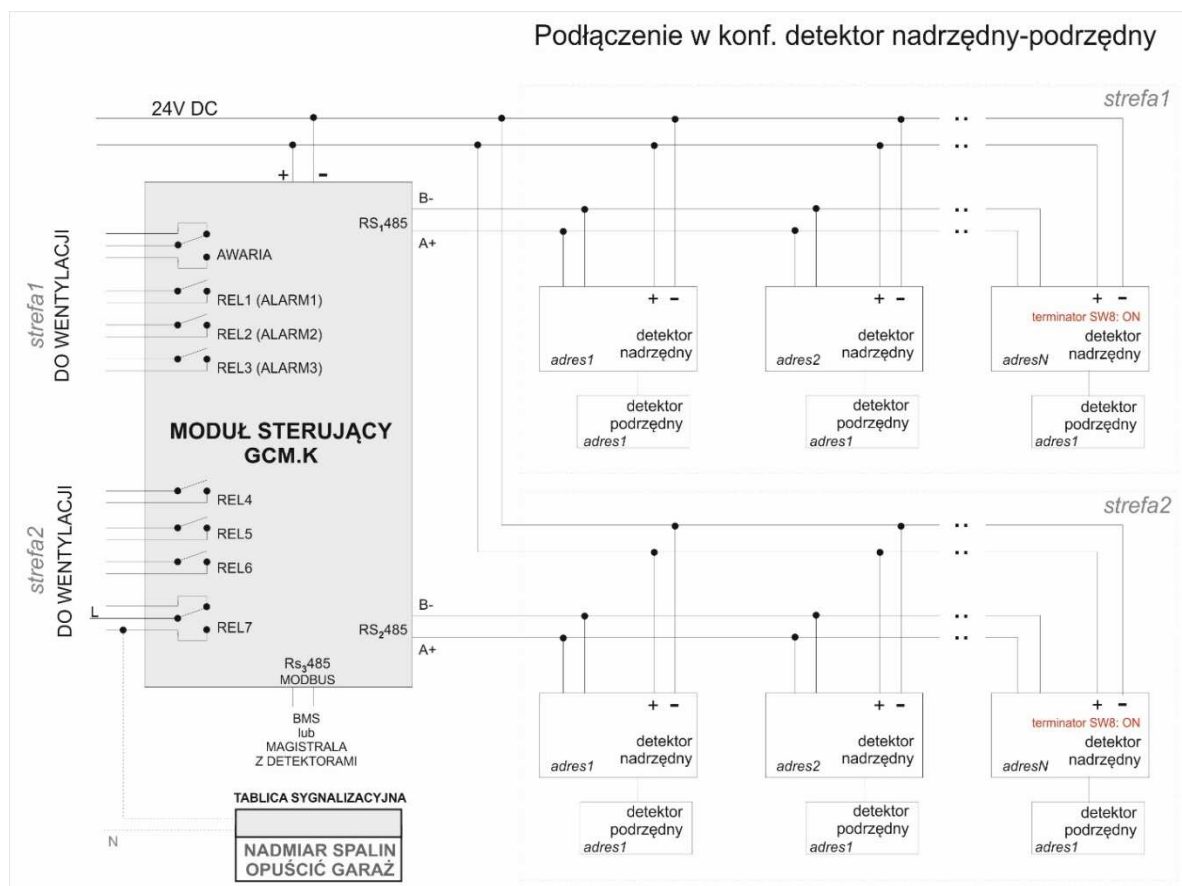 Podłączenie w konf. detektor nadrzędny-podrzędny
24V DC
strefa1
+ -
B-
RS1485
A+
AWARIA
REL1 (ALARM1)
REL2 (ALARM2)
REL3 (ALARM3)
strefa1
DO WENTYLACJI
+ -
detektor
nadrzędny
adres1
+ -
detektor
nadrzędny
adres2
+ -
terminator SW8: ON
detektor
nadrzędny
adresN
detektor
podrzędny
adres1
detektor
podrzędny
adres1
detektor
podrzędny
adres1
MODUŁ STERUJĄCY
GCM.K
strefa2
REL4
REL5
REL6
REL7
L
strefa2
DO WENTYLACJI
B-
RS2485
A+
Rs3485
MODBUS
BMS
lub
MAGISTRALA
Z DETEKTORAMI
+ -
detektor
nadrzędny
adres1
+ -
detektor
nadrzędny
adres2
+ -
terminator SW8: ON
detektor
nadrzędny
adresN
detektor
podrzędny
adres1
detektor
podrzędny
adres1
detektor
podrzędny
adres1
TABLICA SYGNALIZACYJNA
N
NADMIAR SPALIN
OPUŚCIĆ GARAŻ